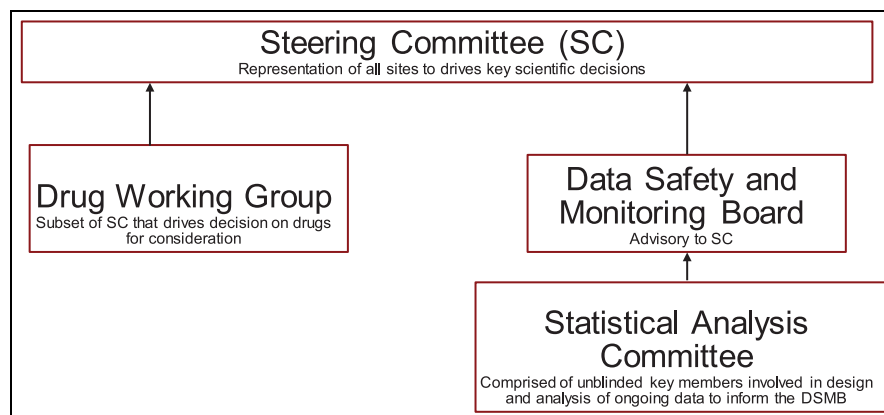 Steering Committee (SC)
Representation of all sites to drives key scientific decisions
Drug Working Group
Subset of SC that drives decision on drugs
for consideration
Data Safety and
Monitoring Board
Advisory to SC
Statistical Analysis
Committee
Comprised of unblinded key members involved in design
and analysis of ongoing data to inform the DSMB